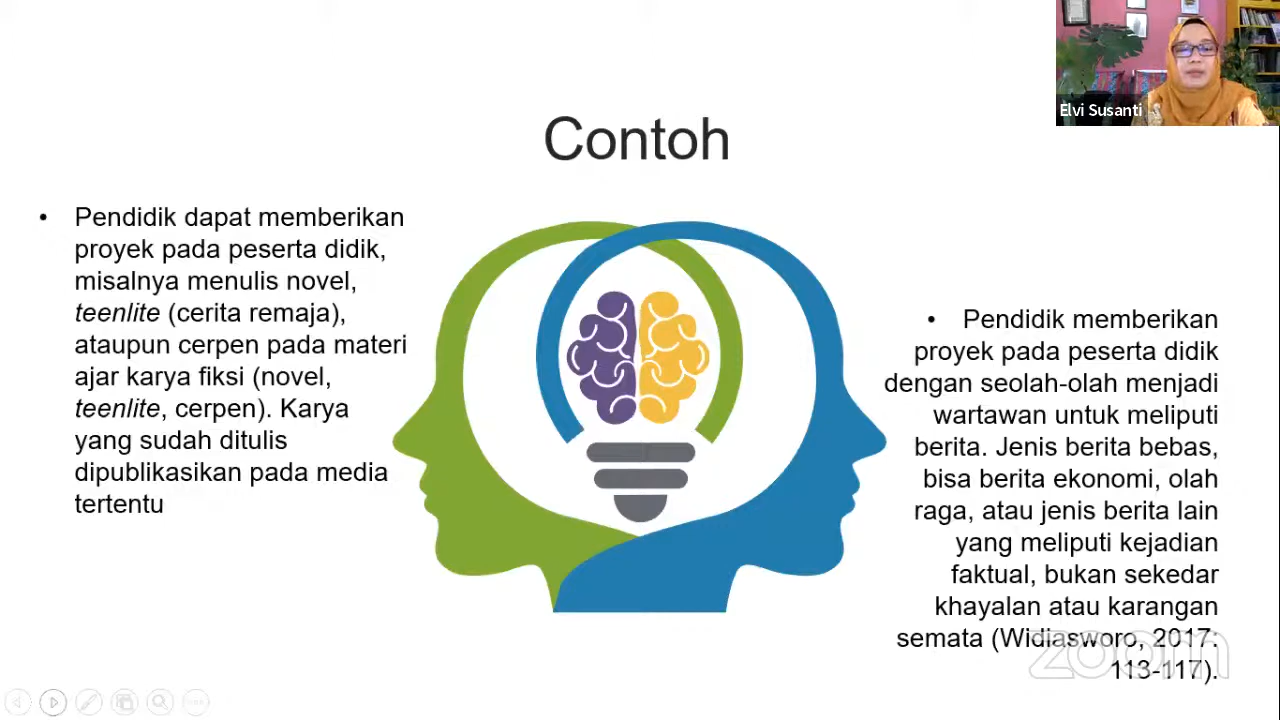 Elvi Susanti
Contoh
• Pendidik dapat memberikan
proyek pada peserta didik,
misalnya menulis novel,
teenlite (cerita remaja),
ataupun cerpen pada materi
ajar karya fiksi (novel,
teenlite, cerpen). Karya
yang sudah ditulis
dipublikasikan pada media
tertentu
• Pendidik memberikan
proyek pada peserta didik
dengan seolah-olah menjadi
wartawan untuk meliputi
berita. Jenis berita bebas,
bisa berita ekonomi, olah
raga, atau jenis berita lain
yang meliputi kejadian
faktual, bukan sekedar
khayalan atau karangan
semata (Widiasworo, 2017:
113-117).
zoom